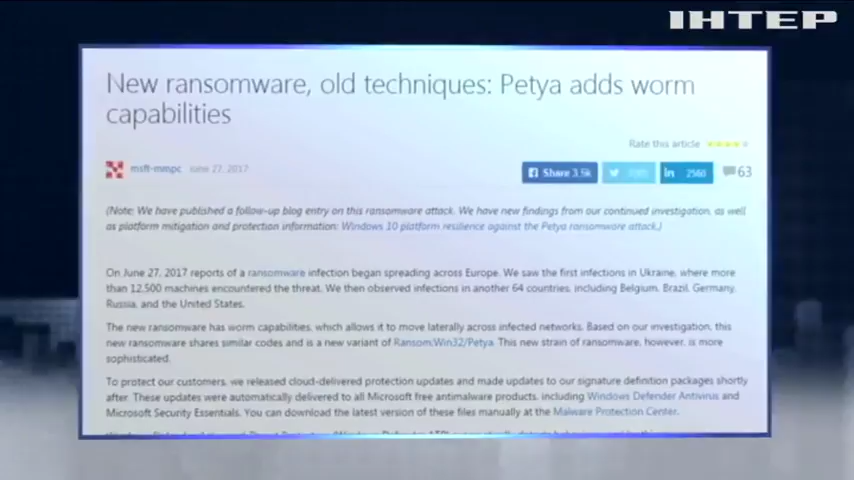 ІНТЕР
New ransomware, old techniques: Petya adds worm
capabilities
Rate this article
msft-mmpc June 27, 2017
Share 3.5k
in 2560
63
(Note: We have published a follow-up blog entry on this ransomware attack. We have new findings from our continued investigation, as well
as platform mitigation and protection information: Windows 10 platform resilience against the Petya ransomware attack.)
On June 27, 2017 reports of a ransomware infection began spreading across Europe. We saw the first infections in Ukraine, where more
than 12,500 machines encountered the threat. We then observed infections in another 64 countries, including Belgium, Brazil, Germany,
Russia, and the United States.
The new ransomware has worm capabilities, which allows it to move laterally across infected networks. Based on our investigation, this
new ransomware shares similar codes and is a new variant of Ransom:Win32/Petya. This new strain of ransomware, however, is more
sophisticated.
To protect our customers, we released cloud-delivered protection updates and made updates to our signature definition packages shortly
after. These updates were automatically delivered to all Microsoft free antimalware products, including Windows Defender Antivirus and
Microsoft Security Essentials. You can download the latest version of these files manually at the Malware Protection Center.